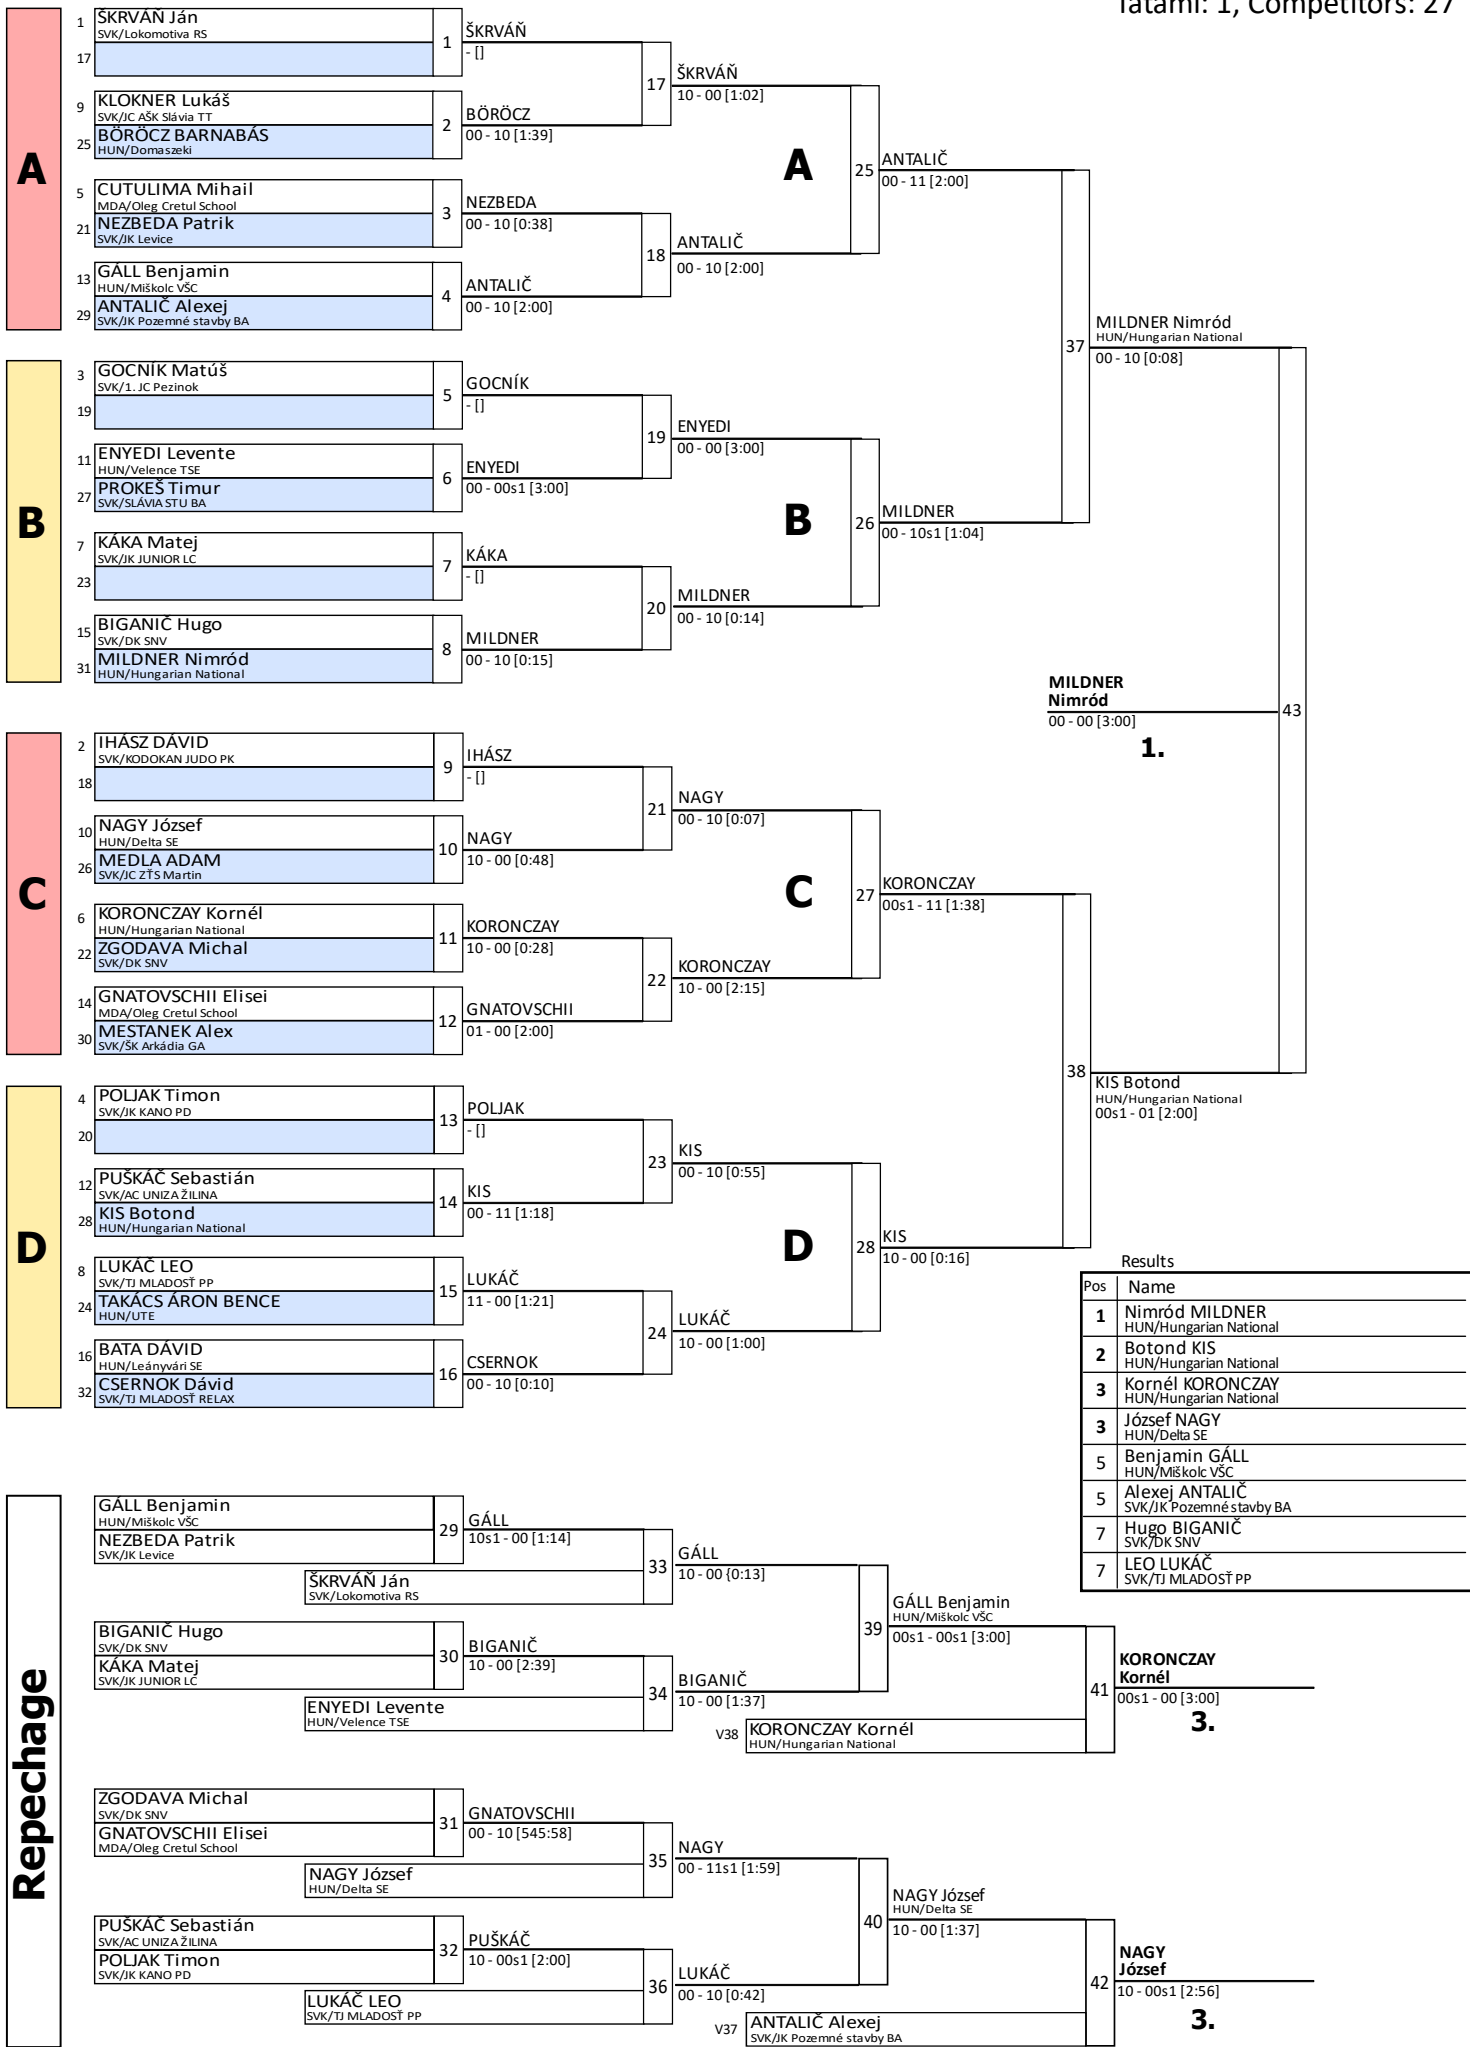 Tatami: 1, Competitors: 27
A
1 ŠKRVÁŇ Ján
SVK/Lokomotiva RS
17
1
ŠKRVÁŇ
- []
9 KLOKNER Lukáš
SVK/JC AŠK Slávia TT
25 BÖRÖCZ BARNABÁS
HUN/Domaszeki
2
BÖRÖCZ
00 - 10 [1:39]
17
ŠKRVÁŇ
10 - 00 [1:02]
5 CUTULIMA Mihail
MDA/Oleg Cretul School
21 NEZBEDA Patrik
SVK/JK Levice
3
NEZBEDA
00 - 10 [0:38]
13 GÁLL Benjamin
HUN/Miškolc VŠC
29 ANTALIČ Alexej
SVK/JK Pozemné stavby BA
4
ANTALIČ
00 - 10 [2:00]
18
ANTALIČ
00 - 10 [2:00]
A
25
ANTALIČ
00 - 11 [2:00]
B
3 GOCNÍK Matúš
SVK/1. JC Pezinok
19
5
GOCNÍK
- []
11 ENYEDI Levente
HUN/Velence TSE
27 PROKEŠ Timur
SVK/SLÁVIA STU BA
6
ENYEDI
00 - 00s1 [3:00]
19
ENYEDI
00 - 00 [3:00]
7 KÁKA Matej
SVK/JK JUNIOR LC
23
7
KÁKA
- []
15 BIGANIČ Hugo
SVK/DK SNV
31 MILDNER Nimród
HUN/Hungarian National
8
MILDNER
00 - 10 [0:15]
20
MILDNER
00 - 10 [0:14]
B
26
MILDNER
00 - 10s1 [1:04]
37
MILDNER Nimród
HUN/Hungarian National
00 - 10 [0:08]
MILDNER
Nimród
00 - 00 [3:00]
1.
43
C
2 IHÁSZ DÁVID
SVK/KODOKAN JUDO PK
18
9
IHÁSZ
- []
10 NAGY József
HUN/Delta SE
26 MEDLA ADAM
SVK/JC ZŤS Martin
10
NAGY
10 - 00 [0:48]
21
NAGY
00 - 10 [0:07]
6 KORONCZAY Kornél
HUN/Hungarian National
22 ZGODAVA Michal
SVK/DK SNV
11
KORONCZAY
10 - 00 [0:28]
14 GNATOVSCHII Elisei
MDA/Oleg Cretul School
30 MESTANEK Alex
SVK/ŠK Arkádia GA
12
GNATOVSCHII
01 - 00 [2:00]
22
KORONCZAY
10 - 00 [2:15]
C
27
KORONCZAY
00s1 - 11 [1:38]
D
4 POLJAK Timon
SVK/JK KANO PD
20
13
POLJAK
- []
12 PUŠKÁČ Sebastián
SVK/AC UNIZA ŽILINA
28 KIS Botond
HUN/Hungarian National
14
KIS
00 - 11 [1:18]
23
KIS
00 - 10 [0:55]
8 LUKÁČ LEO
SVK/TJ MLADOSŤ PP
24 TAKÁCS ÁRON BENCE
HUN/UTE
15
LUKÁČ
11 - 00 [1:21]
16 BATA DÁVID
HUN/Leányvári SE
32 CSERNOK Dávid
SVK/TJ MLADOSŤ RELAX
16
CSERNOK
00 - 10 [0:10]
24
LUKÁČ
10 - 00 [1:00]
D
28
KIS
10 - 00 [0:16]
38
KIS Botond
HUN/Hungarian National
00s1 - 01 [2:00]
Results
Pos Name
1 Nimród MILDNER
HUN/Hungarian National
2 Botond KIS
HUN/Hungarian National
3 Kornél KORONCZAY
HUN/Hungarian National
3 József NAGY
HUN/Delta SE
5 Benjamin GÁLL
HUN/Miškolc VŠC
5 Alexej ANTALIČ
SVK/JK Pozemné stavby BA
7 Hugo BIGANIČ
SVK/DK SNV
7 LEO LUKÁČ
SVK/TJ MLADOSŤ PP
Repechage
GÁLL Benjamin
HUN/Miškolc VŠC
NEZBEDA Patrik
SVK/JK Levice
29
GÁLL
10s1 - 00 [1:14]
ŠKRVÁŇ Ján
SVK/Lokomotiva RS
33
GÁLL
10 - 00 {0:13]
BIGANIČ Hugo
SVK/DK SNV
KÁKA Matej
SVK/JK JUNIOR LC
30
BIGANIČ
10 - 00 [2:39]
ENYEDI Levente
HUN/Velence TSE
34
BIGANIČ
10 - 00 [1:37]
39
GÁLL Benjamin
HUN/Miškolc VŠC
00s1 - 00s1 [3:00]
V38 KORONCZAY Kornél
HUN/Hungarian National
41
KORONCZAY
Kornél
00s1 - 00 [3:00]
3.
ZGODAVA Michal
SVK/DK SNV
GNATOVSCHII Elisei
MDA/Oleg Cretul School
31
GNATOVSCHII
00 - 10 [545:58]
NAGY József
HUN/Delta SE
35
NAGY
00 - 11s1 [1:59]
PUŠKÁČ Sebastián
SVK/AC UNIZA ŽILINA
POLJAK Timon
SVK/JK KANO PD
32
PUŠKÁČ
10 - 00s1 [2:00]
LUKÁČ LEO
SVK/TJ MLADOSŤ PP
36
LUKÁČ
00 - 10 [0:42]
40
NAGY József
HUN/Delta SE
10 - 00 [1:37]
V37 ANTALIČ Alexej
SVK/JK Pozemné stavby BA
42
NAGY
József
10 - 00s1 [2:56]
3.